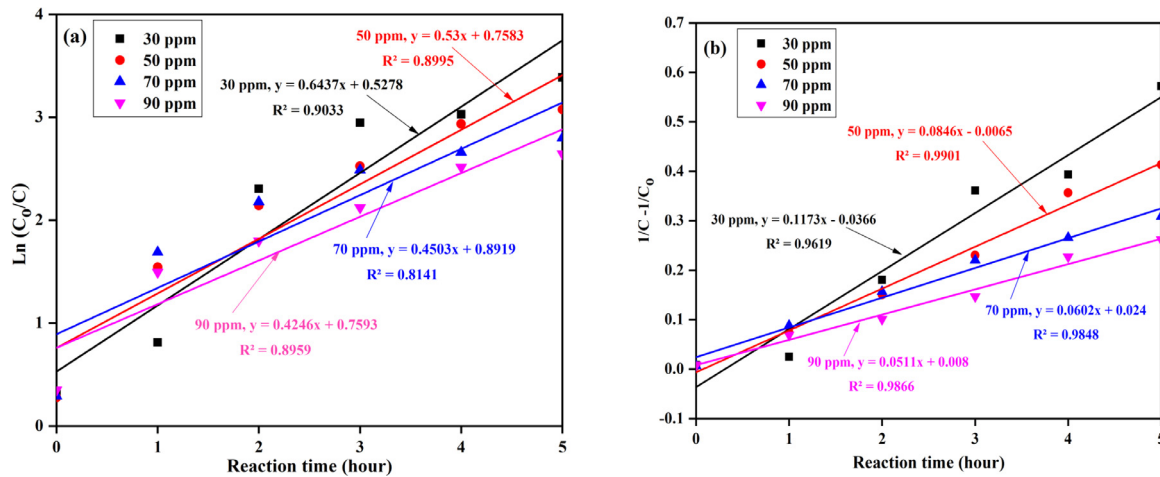 (a)
30 ppm
50 ppm
70 ppm
90 ppm
50 ppm, y = 0.53x + 0.7583
R² = 0.8995
30 ppm, y = 0.6437x + 0.5278
R² = 0.9033
70 ppm, y = 0.4503x + 0.8919
R² = 0.8141
90 ppm, y = 0.4246x + 0.7593
R² = 0.8959
Ln (C₀/C)
4
3
2
1
0
0 1 2 3 4 5
Reaction time (hour)
(b)
30 ppm
50 ppm
70 ppm
90 ppm
50 ppm, y = 0.0846x - 0.0065
R² = 0.9901
30 ppm, y = 0.1173x - 0.0366
R² = 0.9619
70 ppm, y = 0.0602x + 0.024
R² = 0.9848
90 ppm, y = 0.0511x + 0.008
R² = 0.9866
1/C -1/C₀
0.7
0.6
0.5
0.4
0.3
0.2
0.1
0.0
-0.1
0 1 2 3 4 5
Reaction time (hour)